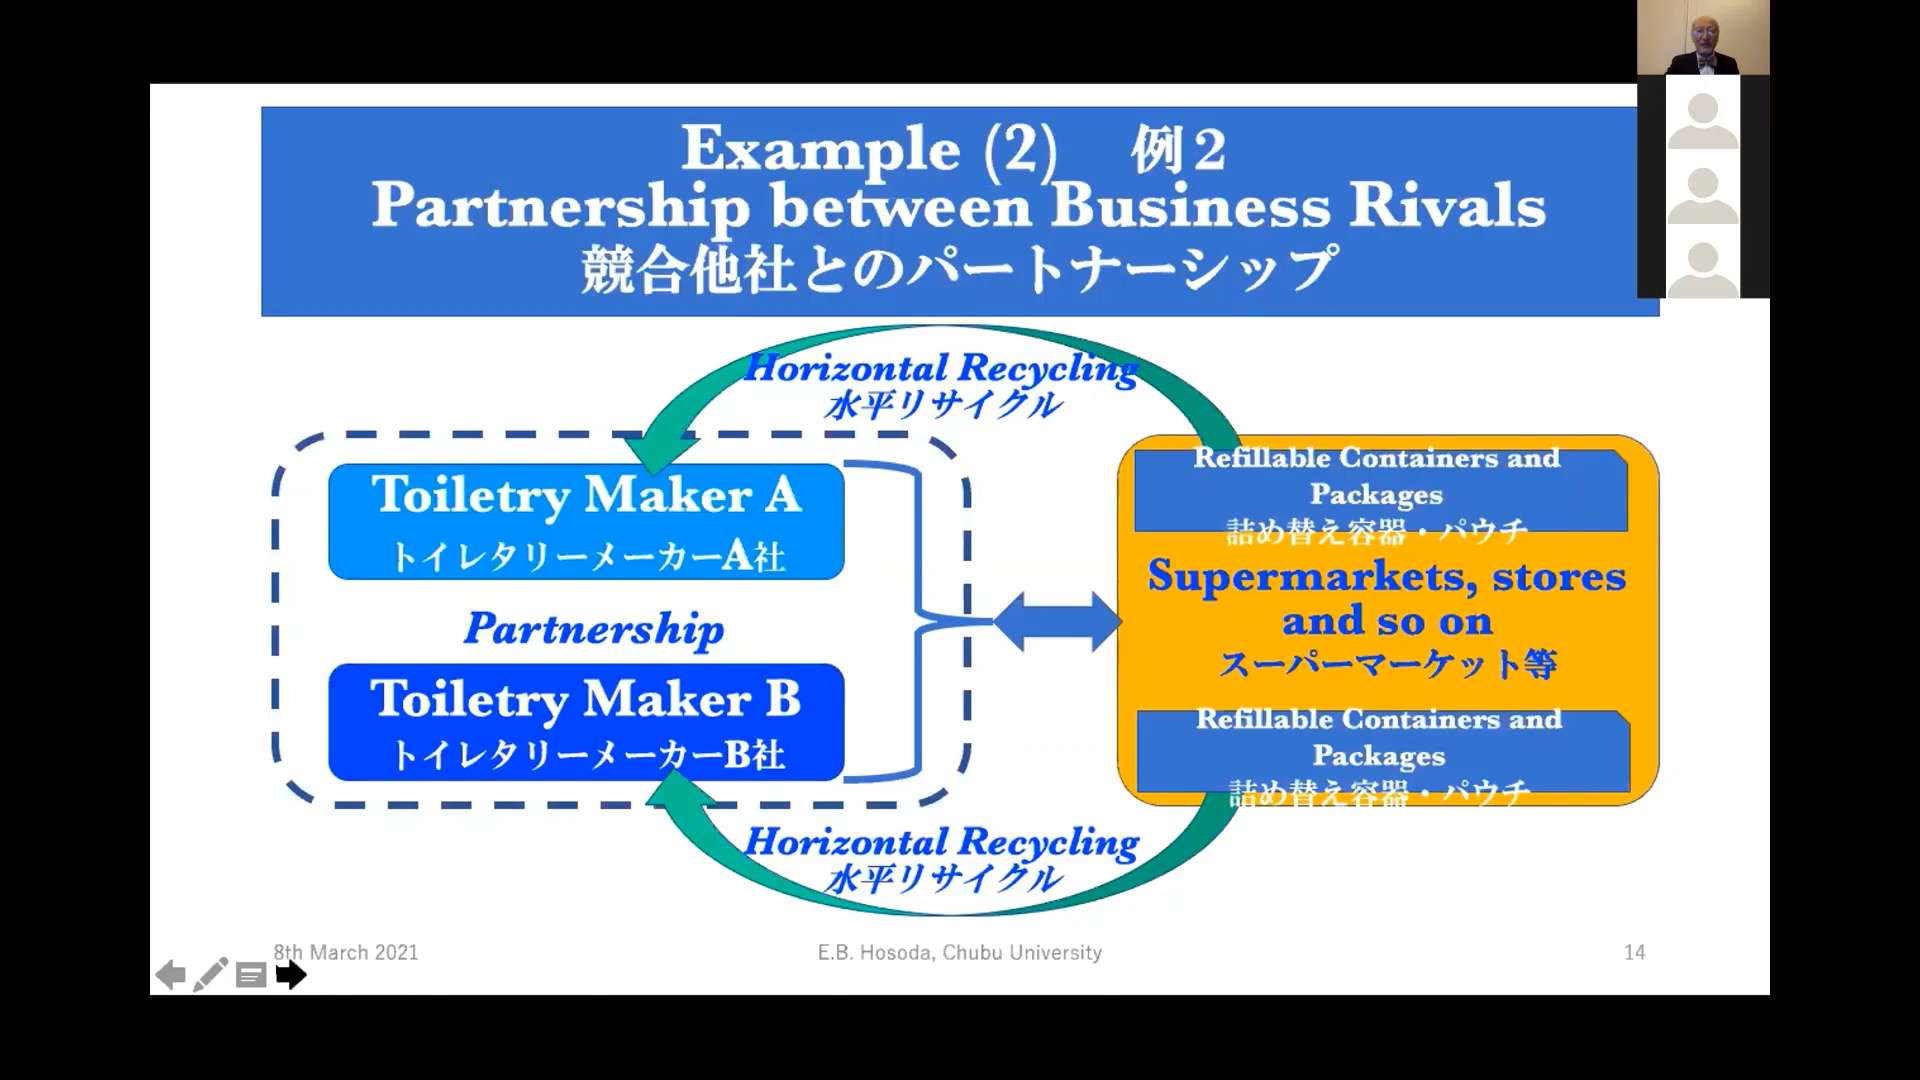 Example (2)　例２
Partnership between Business Rivals
競合他社とのパートナーシップ
Horizontal Recycling
水平リサイクル
Toiletry Maker A
トイレタリーメーカーA社
Partnership
Toiletry Maker B
トイレタリーメーカーB社
Refillable Containers and
Packages
詰め替え容器・パウチ
Supermarkets, stores
and so on
スーパーマーケット等
Refillable Containers and
Packages
詰め替え容器・パウチ
Horizontal Recycling
水平リサイクル
8th March 2021
E.B. Hosoda, Chubu University
14